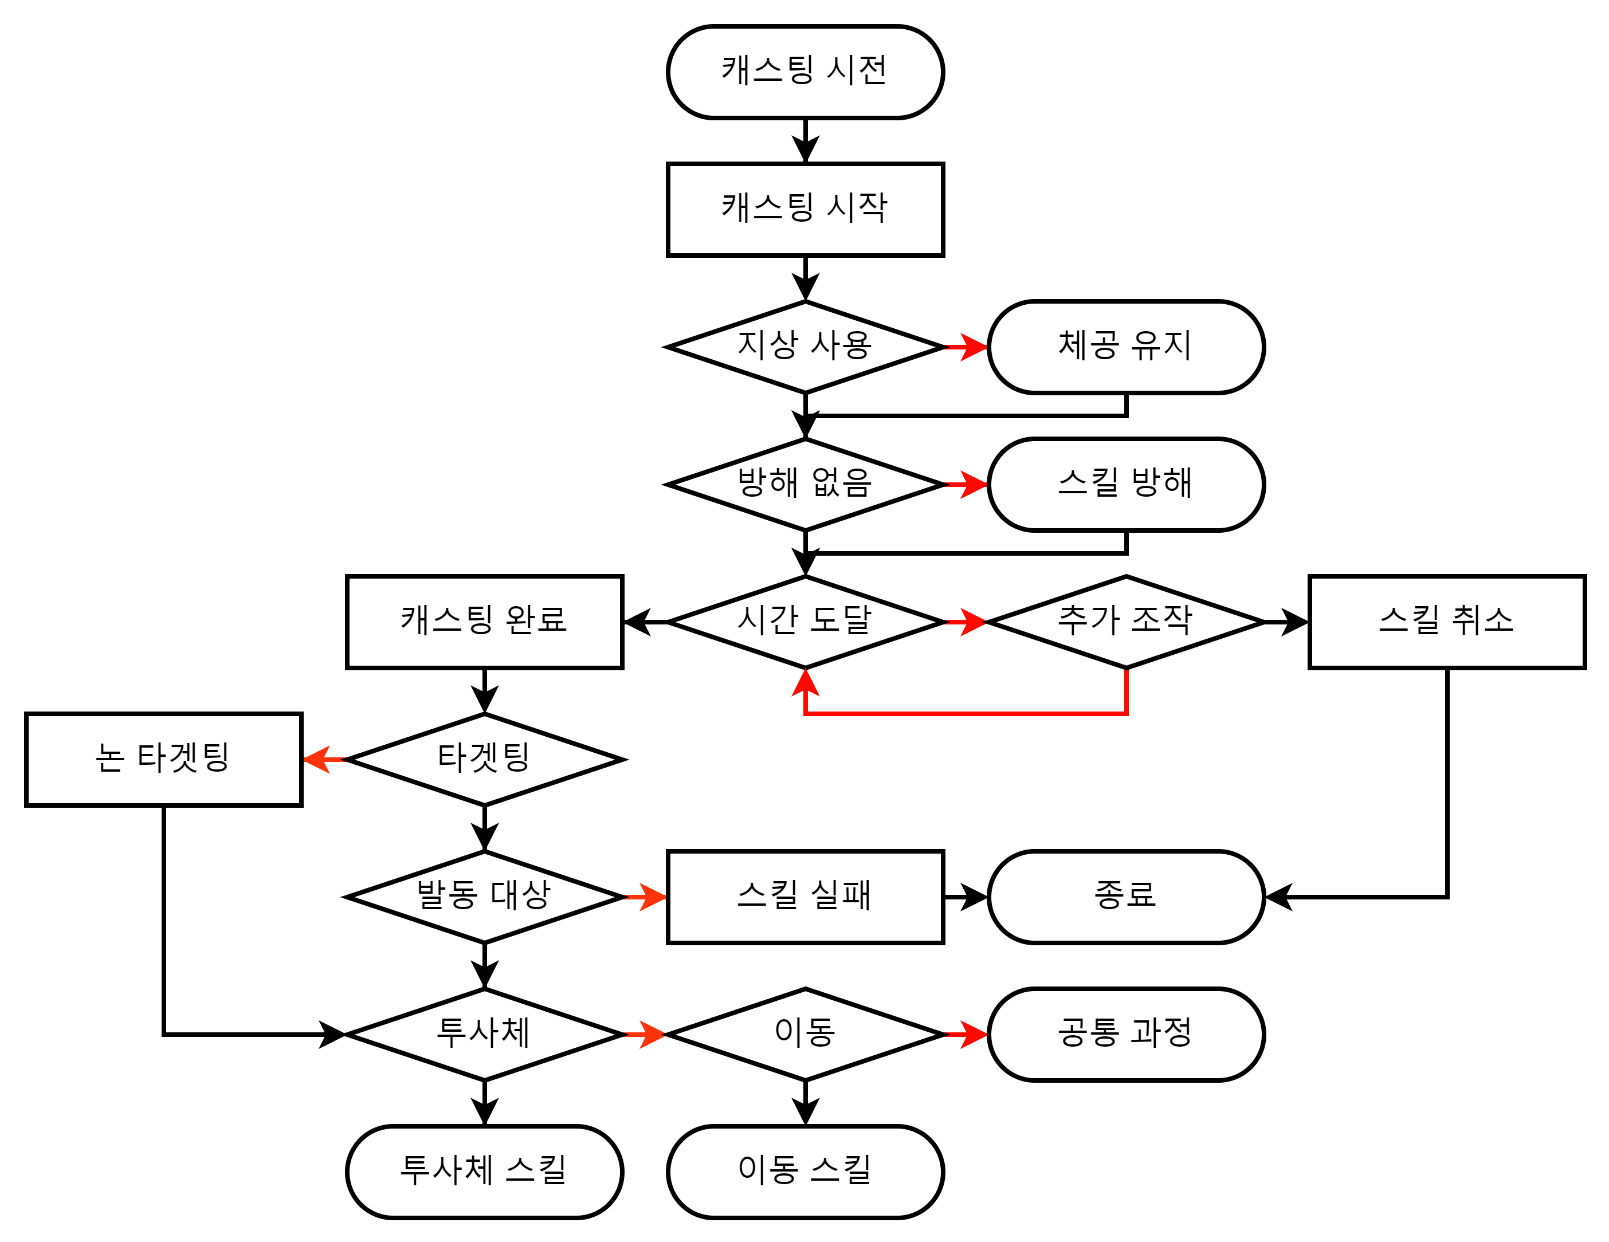 캐스팅 시전
캐스팅 시작
지상 사용
체공 유지
방해 없음
스킬 방해
캐스팅 완료
시간 도달
추가 조작
스킬 취소
논 타겟팅
타겟팅
발동 대상
스킬 실패
종료
투사체
이동
공통 과정
투사체 스킬
이동 스킬